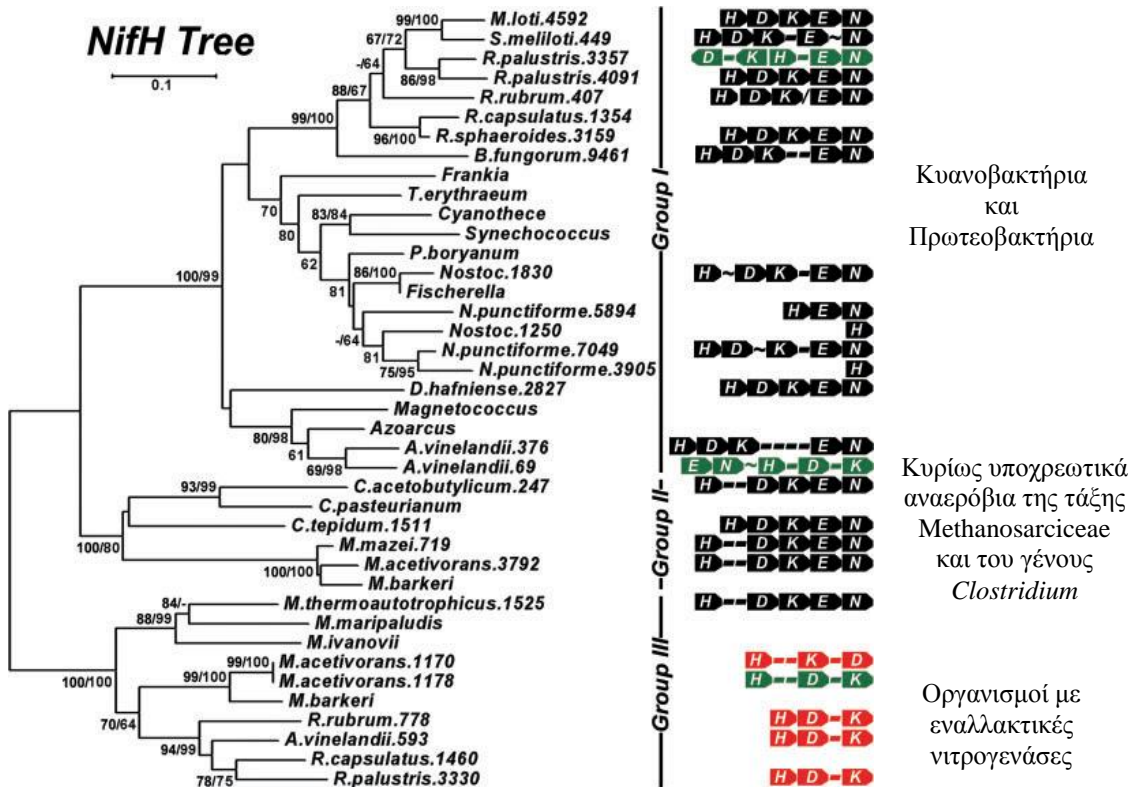 NifH Tree
0.1
99/100
M.loti.4592
H D K E N
67/72
S.meliloti.449
H D K - E ~ N
-/64
R.palustris.3357
D - K H - E N
86/98
R.palustris.4091
H D K E N
88/67
R.rubrum.407
H D K / E N
99/100
R.capsulatus.1354
96/100
R.sphaeroides.3159
H D K E N
B.fungorum.9461
H D K - - E N
Frankia
70
T.erythraeum
80
83/84
Cyanothece
Synechococcus
62
P.boryanum
100/99
86/100
Nostoc.1830
H ~ D K - E N
81
Fischerella
N.punctiforme.5894
H E N
-/64
Nostoc.1250
H
81
N.punctiforme.7049
H D ~ K - E N
75/95
N.punctiforme.3905
H
D.hafniense.2827
H D K E N
Magnetococcus
80/98
Azoarcus
61
A.vinelandii.376
H D K - - - - E N
69/98
A.vinelandii.69
E N ~ H - D - K
93/99
C.acetobutylicum.247
H - - D K E N
C.pasteurianum
C.tepidum.1511
H D K E N
100/80
M.mazei.719
H - - D K E N
100/100
M.acetivorans.3792
H - - D K E N
M.barkeri
84/-
M.thermoautotrophicus.1525
H - - D K E N
88/99
M.maripaludis
M.ivanovii
100/100
99/100
M.acetivorans.1170
H - - K - D
99/100
M.acetivorans.1178
H - D - K
M.barkeri
70/64
R.rubrum.778
H D - K
94/99
A.vinelandii.593
H D - K
R.capsulatus.1460
78/75
R.palustris.3330
H D - K
Group I
Group II
Group III
Κυανοβακτήρια
και
Πρωτεοβακτήρια
Κυρίως υποχρεωτικά
αναερόβια της τάξης
Methanosarciceae
και του γένους
Clostridium
Οργανισμοί με
εναλλακτικές
νιτρογενάσες